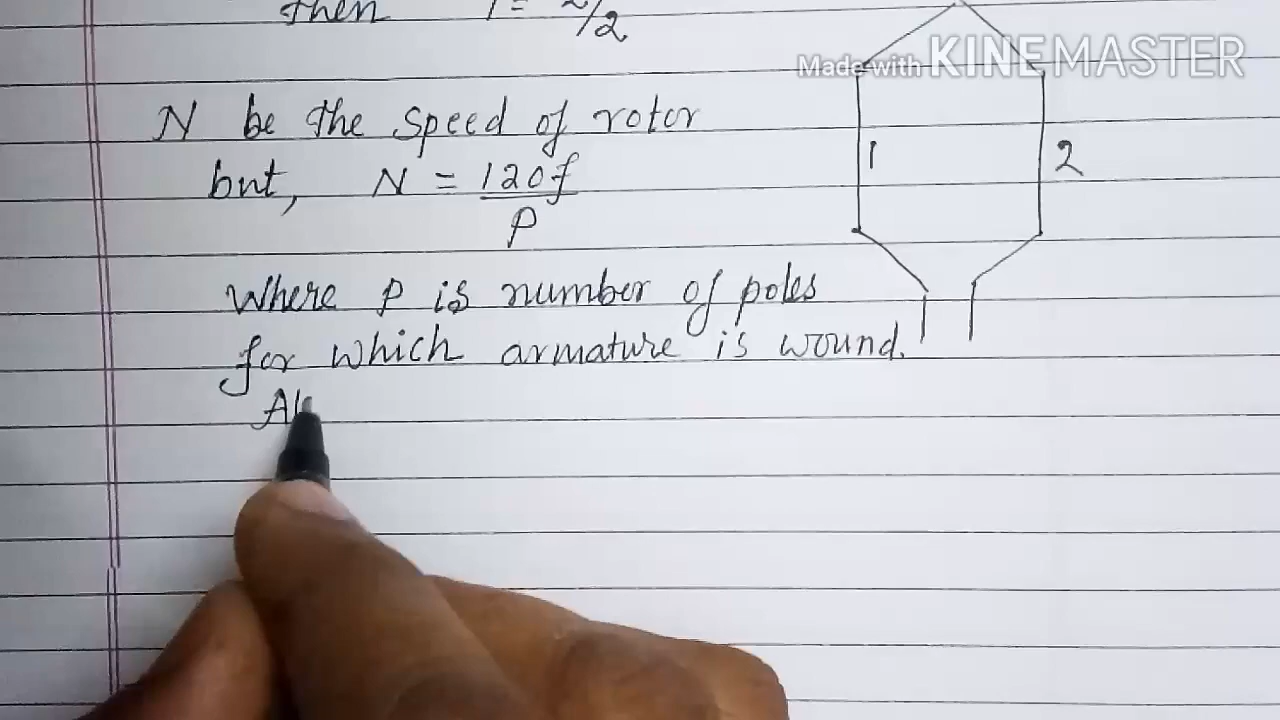 then
Made with KINEMASTER
N be the speed of rotor
but, N = 120f / P
1 2
Where P is number of poles
for which armature is wound.